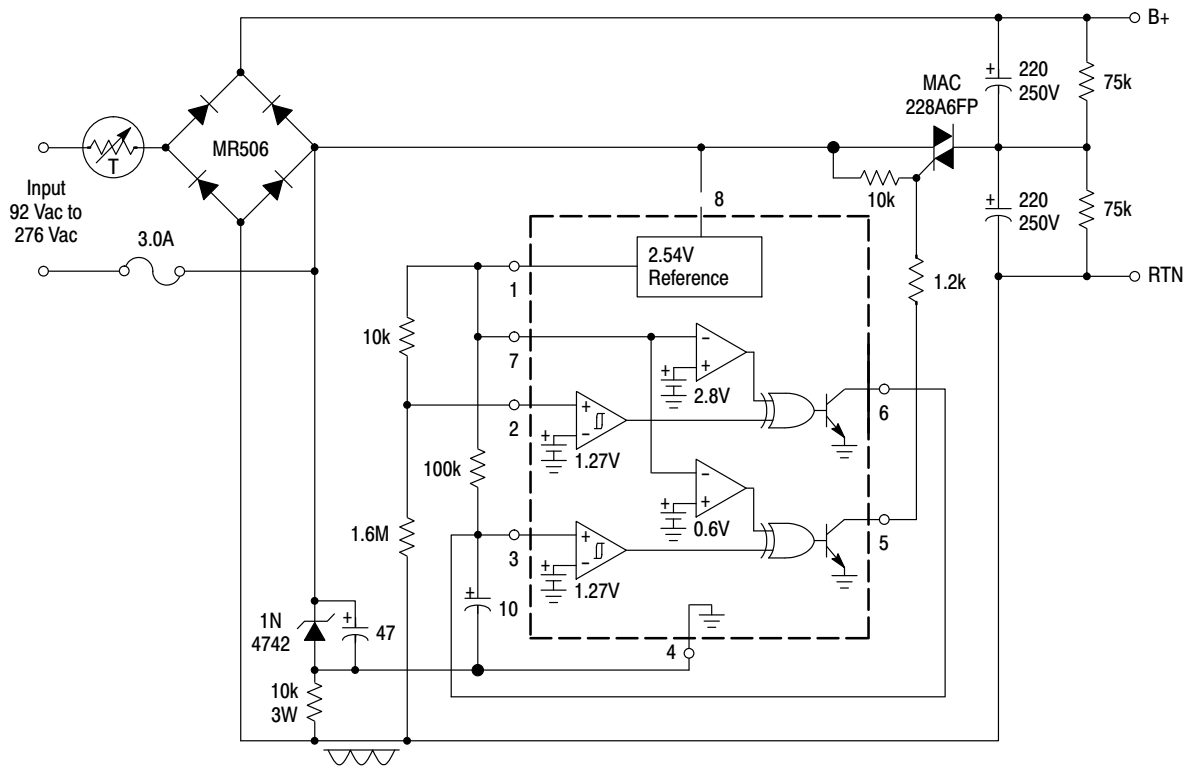 B+
220
250V
75k
MAC
228A6FP
MR506
T
Input
92 Vac to
276 Vac
3.0A
10k
8
220
250V
75k
2.54V
Reference
1.2k
RTN
1
10k
7
-
+
+
2.8V
6
2
+
-
+
1.27V
100k
-
+
+
0.6V
1.6M
3
+
-
+
1.27V
5
+
10
1N
4742
+
47
4
10k
3W
+
+